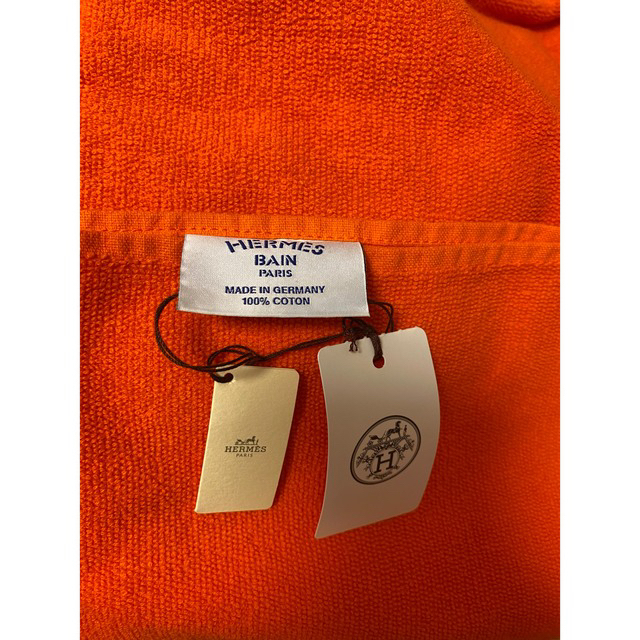 HERMES
BAIN
PARIS
MADE IN GERMANY
100% COTON
HERMÈS
PARIS
H